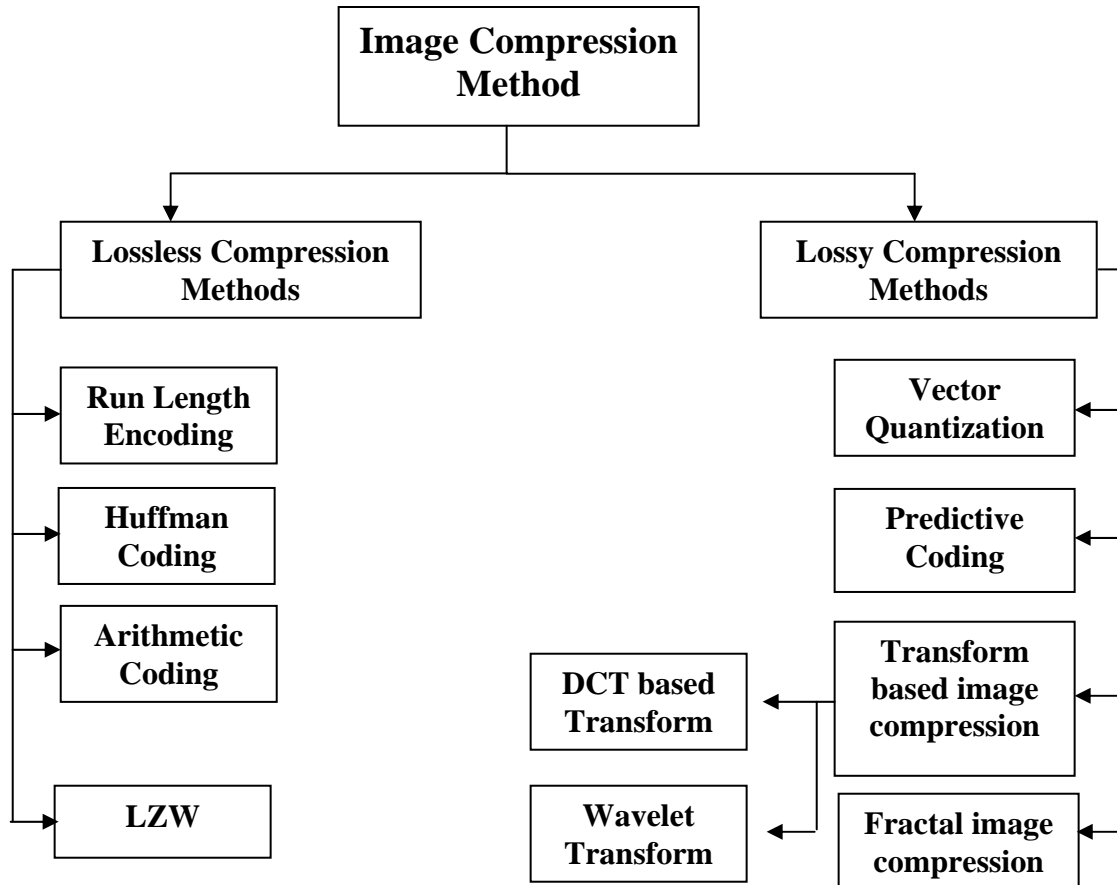 Image Compression
Method
Lossless Compression
Methods
Lossy Compression
Methods
Run Length
Encoding
Huffman
Coding
Arithmetic
Coding
LZW
Vector
Quantization
Predictive
Coding
Transform
based image
compression
DCT based
Transform
Wavelet
Transform
Fractal image
compression